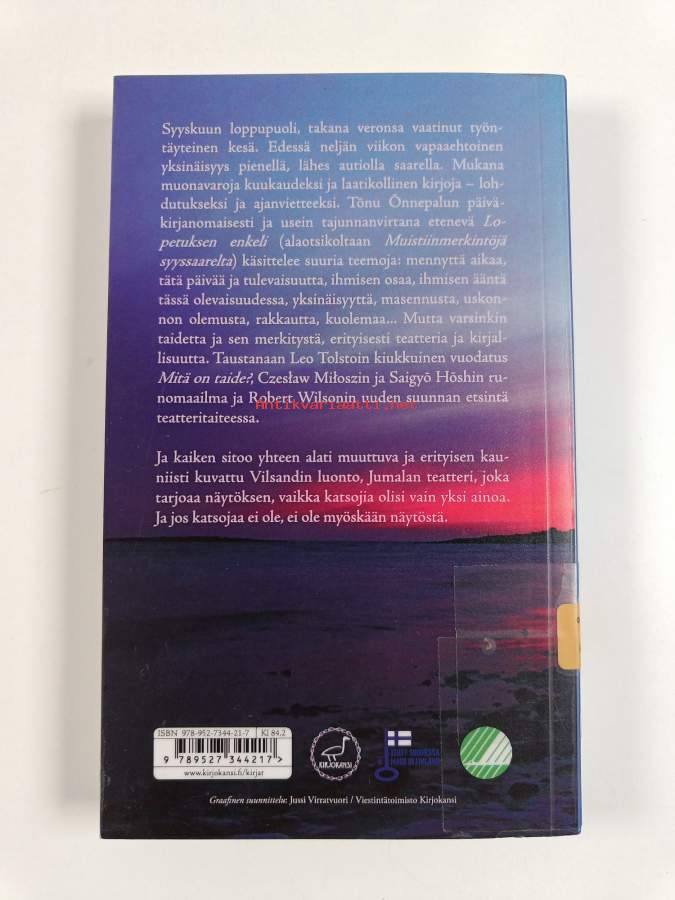 Syyskuun loppupuoli, takana veronsa vaatinut työn-
täyteinen kesä. Edessä neljän viikon vapaaehtoinen
yksinäisyys pienellä, lähes autiolla saarella. Mukana
muonavaroja kuukaudeksi ja laatikollinen kirjoja – loh-
dutukseksi ja ajanvietteeksi. Tõnu Õnnepalun päivä-
kirjanomaisesti ja usein tajunnanvirtana etenevä Lo-
petuksen enkeli (alaotsikoltaan Muistiinmerkintöjä
syyssaarelta) käsittelee suuria teemoja: mennyttä aikaa,
tätä päivää ja tulevaisuutta, ihmisen osaa, ihmisen ääntä
tässä olevaisuudessa, yksinäisyyttä, masennusta, uskon-
non olemusta, rakkautta, kuolemaa... Mutta varsinkin
taidetta ja sen merkitystä, erityisesti teatteria ja kirjal-
lisuutta. Taustanaan Leo Tolstoin kiukkuinen vuodatus
Mitä on taide?, Czesław Miłoszin ja Saigyō Hōshin ru-
nomaailma ja Robert Wilsonin uuden suunnan etsintä
teatteritaiteessa.
Antikvariaatti.net
Ja kaiken sitoo yhteen alati muuttuva ja erityisen kau-
niisti kuvattu Vilsandin luonto, Jumalan teatteri, joka
tarjoaa näytöksen, vaikka katsojia olisi vain yksi ainoa.
Ja jos katsojaa ei ole, ei ole myöskään näytöstä.
ISBN 978-952-7344-21-7 Kl 84.2
9 789527 344217 >
www.kirjokansi.fi/kirjat
KIRJOKANSI
TEHTY SUOMESSA
MADE IN FINLAND
Graafinen suunnittelu: Jussi Virratvuori / Viestintätoimisto Kirjokansi